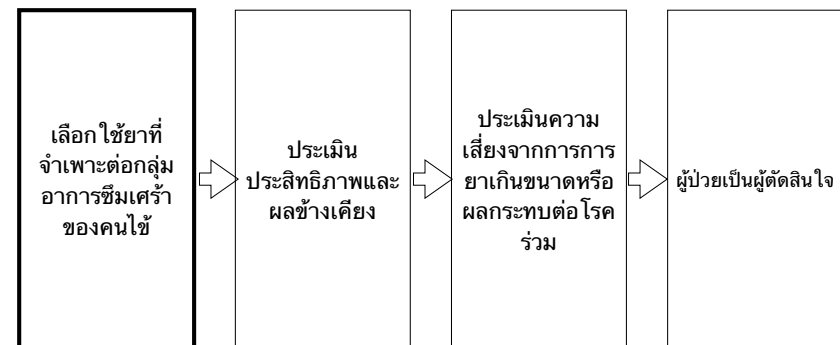 เลือกใช้ยาที่
จำเพาะต่อกลุ่ม
อาการซึมเศร้า
ของคนไข้
ประเมิน
ประสิทธิภาพและ
ผลข้างเคียง
ประเมินความ
เสี่ยงจากการการ
ยาเกินขนาดหรือ
ผลกระทบต่อโรค
ร่วม
ผู้ป่วยเป็นผู้ตัดสินใจ